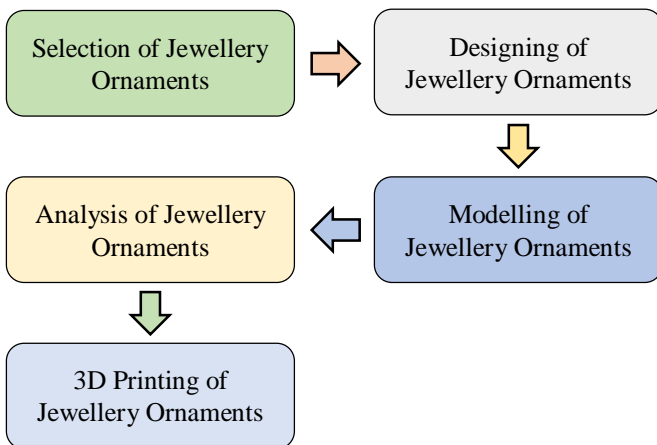 Selection of Jewellery
Ornaments
Designing of
Jewellery Ornaments
Modelling of
Jewellery Ornaments
Analysis of Jewellery
Ornaments
3D Printing of
Jewellery Ornaments